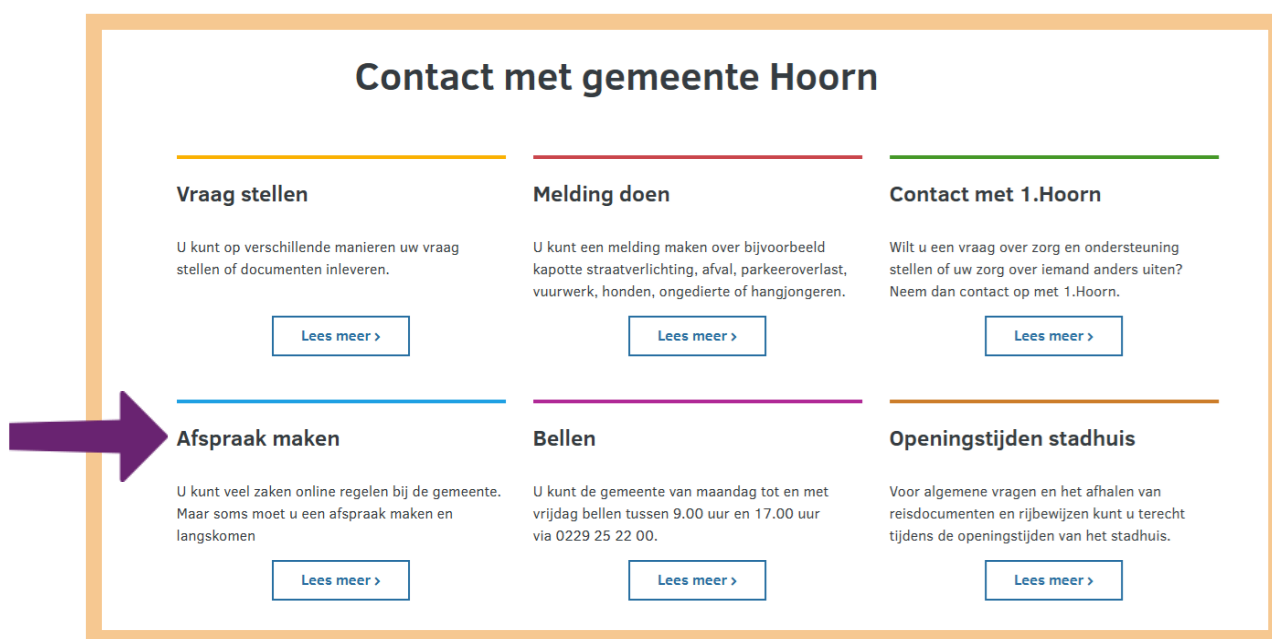 Contact met gemeente Hoorn
Vraag stellen
U kunt op verschillende manieren uw vraag
stellen of documenten inleveren.
Lees meer ›
Melding doen
U kunt een melding maken over bijvoorbeeld
kapotte straatverlichting, afval, parkeeroverlast,
vuurwerk, honden, ongedierte of hangjongeren.
Lees meer ›
Contact met 1.Hoorn
Wilt u een vraag over zorg en ondersteuning
stellen of uw zorg over iemand anders uiten?
Neem dan contact op met 1.Hoorn.
Lees meer ›
Afspraak maken
U kunt veel zaken online regelen bij de gemeente.
Maar soms moet u een afspraak maken en
langskomen
Lees meer ›
Bellen
U kunt de gemeente van maandag tot en met
vrijdag bellen tussen 9.00 uur en 17.00 uur
via 0229 25 22 00.
Lees meer ›
Openingstijden stadhuis
Voor algemene vragen en het afhalen van
reisdocumenten en rijbewijzen kunt u terecht
tijdens de openingstijden van het stadhuis.
Lees meer ›